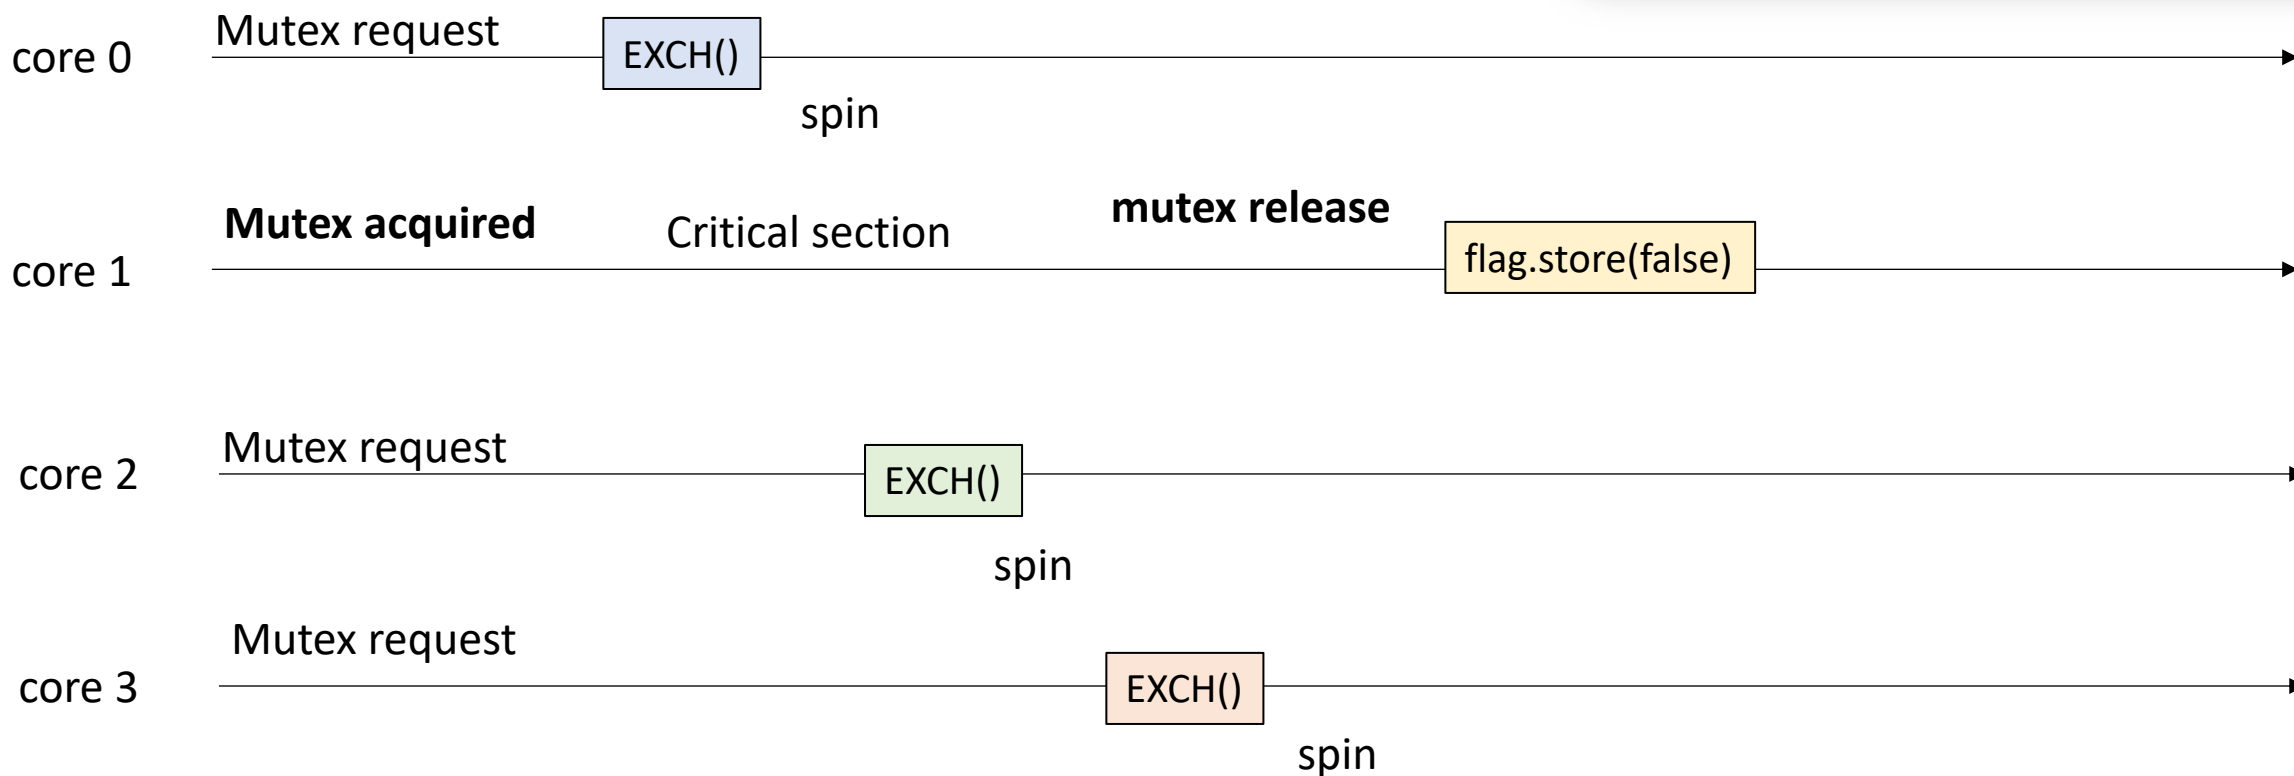 Mutex request
core 0
EXCH()
spin
mutex release
Mutex acquired
Critical section
core 1
flag.store(false)
Mutex request
core 2
EXCH()
spin
Mutex request
core 3
EXCH()
spin